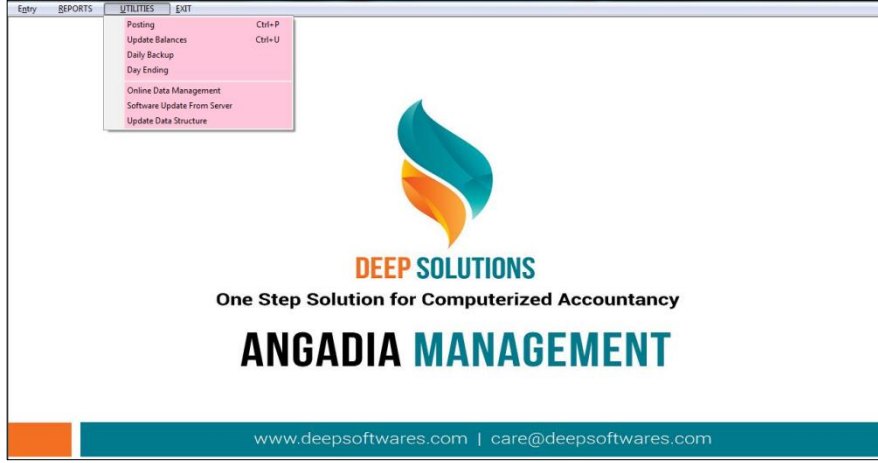 Entry REPORTS UTILITIES EXIT
Posting Ctrl+P
Update Balances Ctrl+U
Daily Backup
Day Ending
Online Data Management
Software Update From Server
Update Data Structure
DEEP SOLUTIONS
One Step Solution for Computerized Accountancy
ANGADIA MANAGEMENT
www.deepsoftwares.com | care@deepsoftwares.com